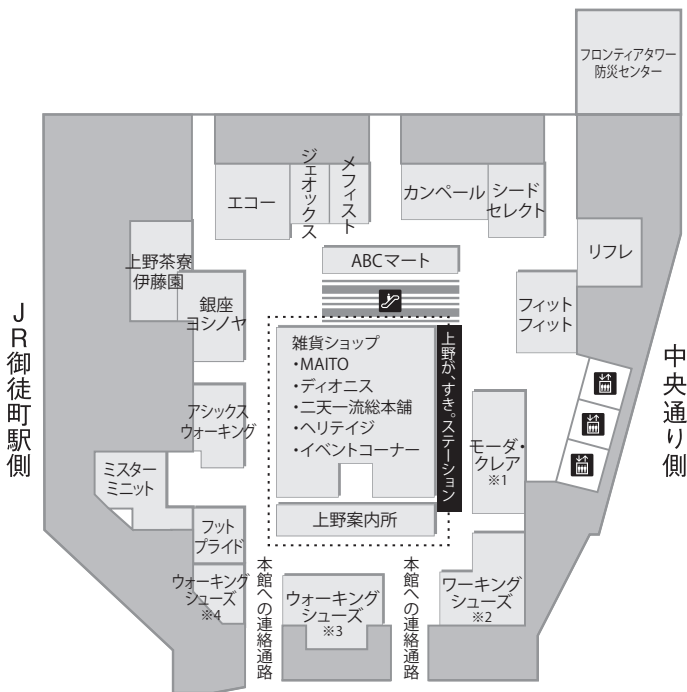 フロンティアタワー
防災センター
エコー
ジェオックス
メフィスト
カンペール
シード
セレクト
リフレ
ABCマート
上野茶寮
伊藤園
銀座
ヨシノヤ
フィット
フィット
JR御徒町駅側
中央通り側
雑貨ショップ
・MAITO
・ディオニス
・二天一流総本舗
・ヘリテイジ
・イベントコーナー
上野が、すき。ステーション
アシックス
ウォーキング
モーダ・
クレア
※1
ミスター
ミニット
上野案内所
フット
プライド
ウォーキング
シューズ
※4
本館への連絡通路
ウォーキング
シューズ
※3
本館への連絡通路
ワーキング
シューズ
※2